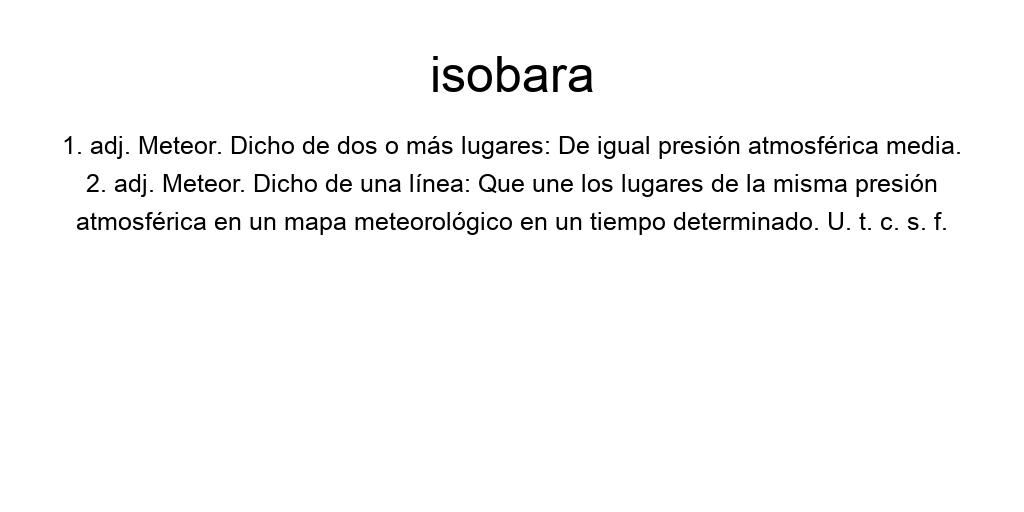 isobara
1. adj. Meteor. Dicho de dos o más lugares: De igual presión atmosférica media.
2. adj. Meteor. Dicho de una línea: Que une los lugares de la misma presión
atmosférica en un mapa meteorológico en un tiempo determinado. U. t. c. s. f.